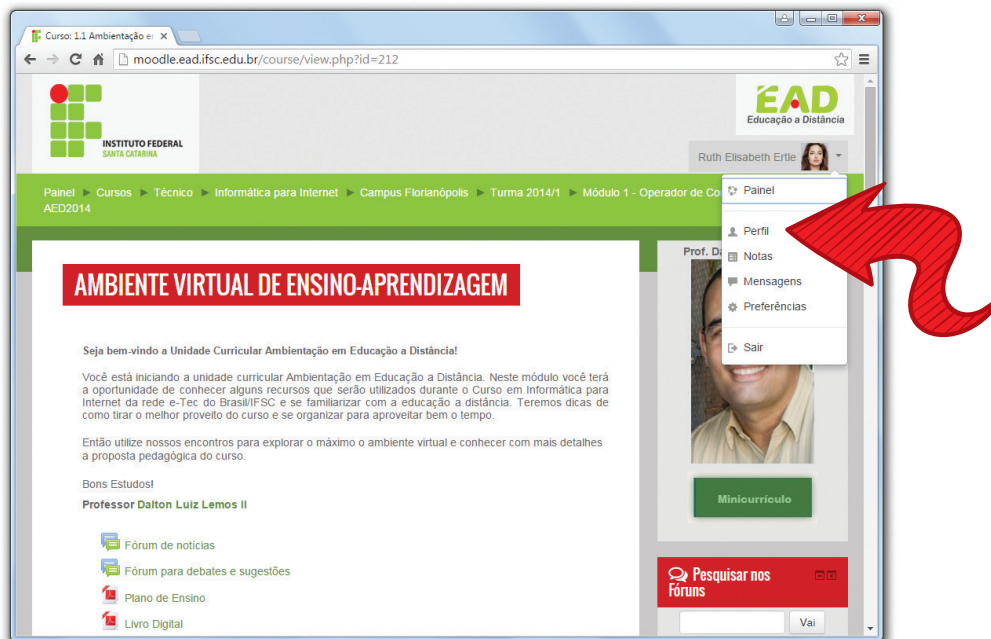 Curso: 1.1 Ambientação e
moodle.ead.ifsc.edu.br/course/view.php?id=212
INSTITUTO FEDERAL
SANTA CATARINA
EAD
Educação a Distância
Ruth Elisabeth Ertle
Painel ► Cursos ► Técnico ► Informática para Internet ► Campus Florianópolis ► Turma 2014/1 ► Módulo 1 - Operador de Co
AED2014
Painel
Perfil
Notas
Mensagens
Preferências
Sair
Prof. Da
AMBIENTE VIRTUAL DE ENSINO-APRENDIZAGEM
Seja bem-vindo a Unidade Curricular Ambientação em Educação a Distância!
Você está iniciando a unidade curricular Ambientação em Educação a Distância. Neste módulo você terá
a oportunidade de conhecer alguns recursos que serão utilizados durante o Curso em Informática para
Internet da rede e-Tec do Brasil/IFSC e se familiarizar com a educação a distância. Teremos dicas de
como tirar o melhor proveito do curso e se organizar para aproveitar bem o tempo.
Então utilize nossos encontros para explorar o máximo o ambiente virtual e conhecer com mais detalhes
a proposta pedagógica do curso.
Bons Estudos!
Professor Dalton Luiz Lemos II
Fórum de notícias
Fórum para debates e sugestões
Plano de Ensino
Livro Digital
Minicurrículo
Pesquisar nos
Fóruns
Vai